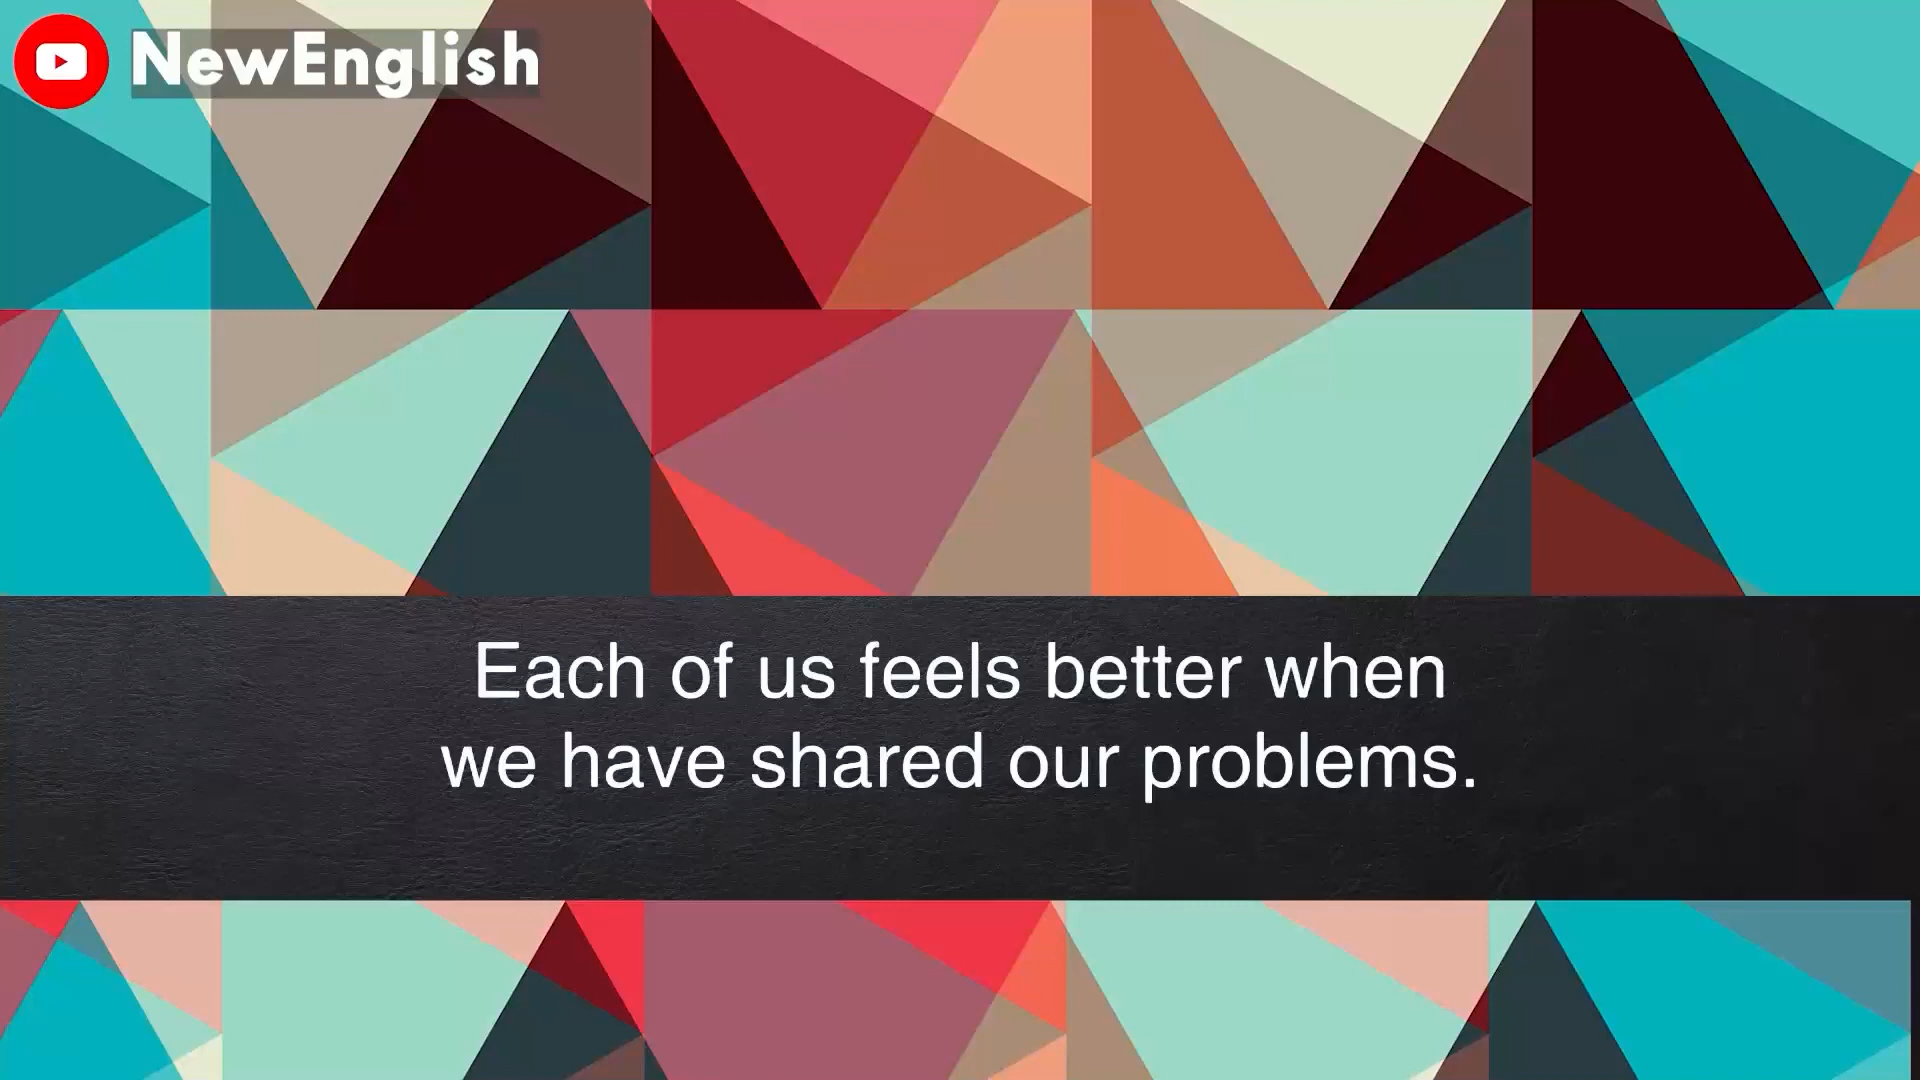 NewEnglish
Each of us feels better when
we have shared our problems.